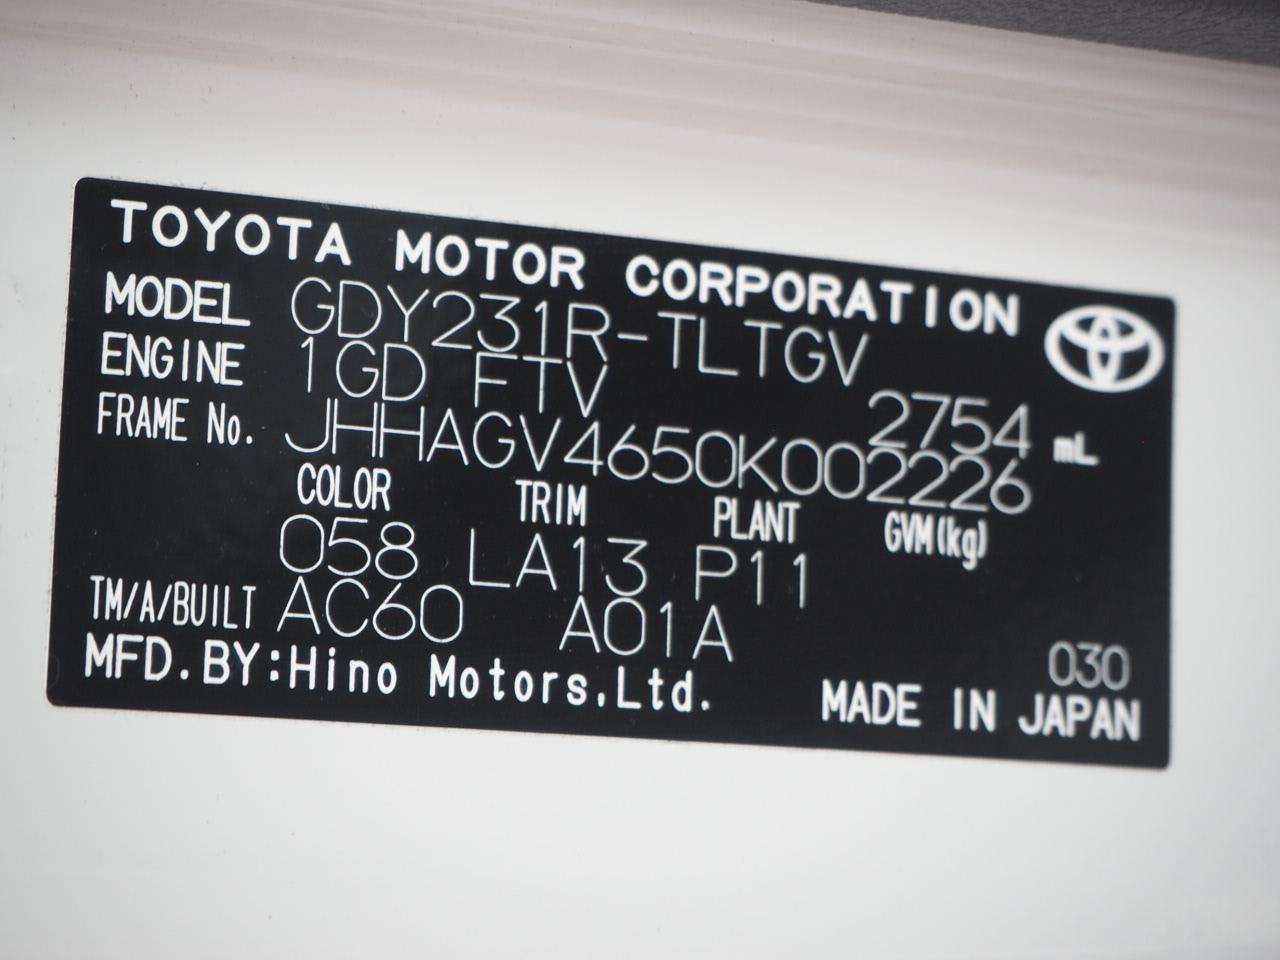 TOYOTA MOTOR CORPORATION
MODEL GDY231R-TLTGV
ENGINE 1GD FTV 2754 mL
FRAME No. JHHAGV4650K002226
COLOR TRIM PLANT GVM(kg)
058 LA13 P11
TM/A/BUILT AC60 A01A
030
MFD.BY:Hino Motors,Ltd. MADE IN JAPAN